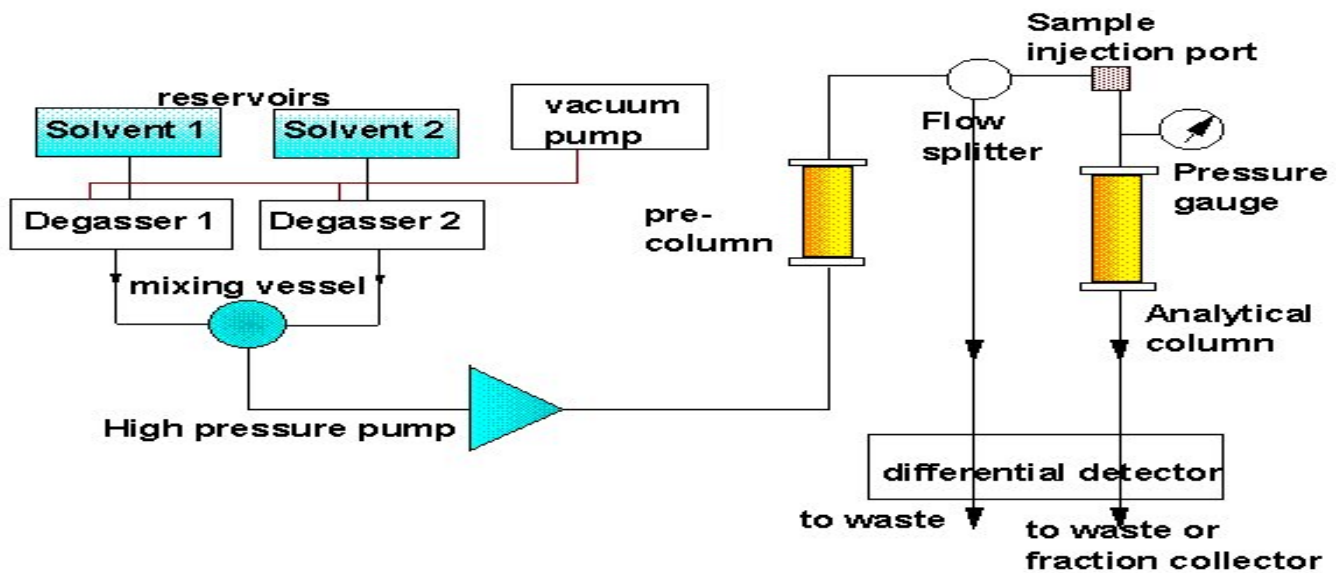 Sample
injection port
reservoirs
Solvent 1
Solvent 2
vacuum
pump
Flow
splitter
Pressure
gauge
Degasser 1
Degasser 2
pre-
column
mixing vessel
Analytical
column
High pressure pump
differential detector
to waste
to waste or
fraction collector